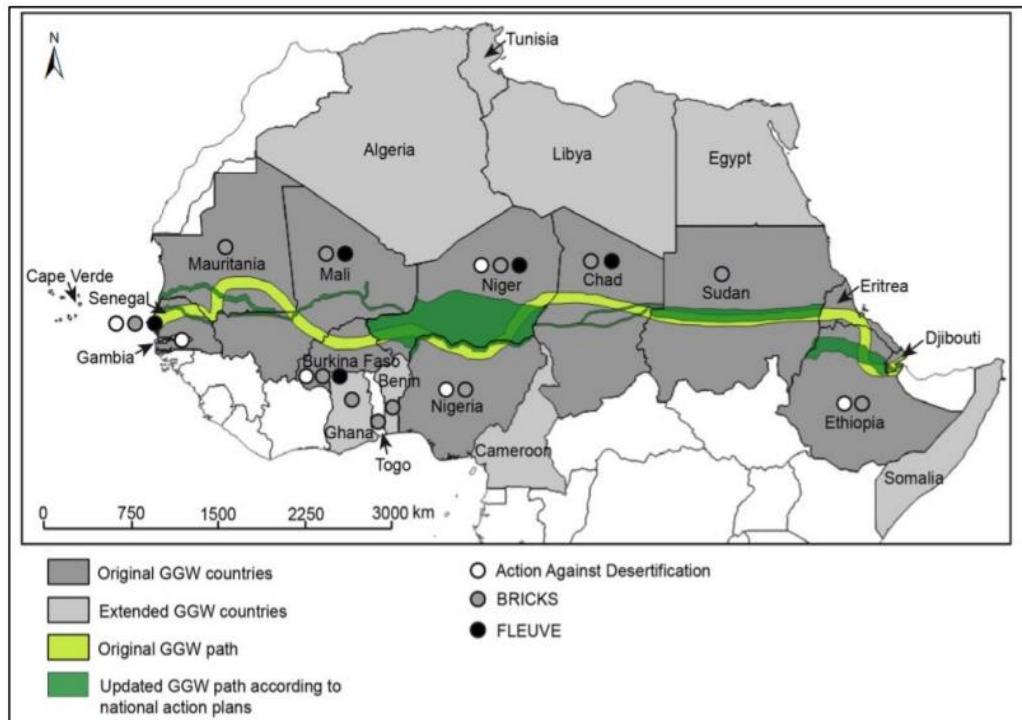 N
Tunisia
Algeria
Libya
Egypt
Mauritania
Mali
Niger
Chad
Sudan
Cape Verde
Senegal
Eritrea
Gambia
Djibouti
Burkina Faso
Benin
Nigeria
Ghana
Ethiopia
Togo
Cameroon
Somalia
0 750 1500 2250 3000 km
Original GGW countries
Extended GGW countries
Original GGW path
Updated GGW path according to
national action plans
Action Against Desertification
BRICKS
FLEUVE